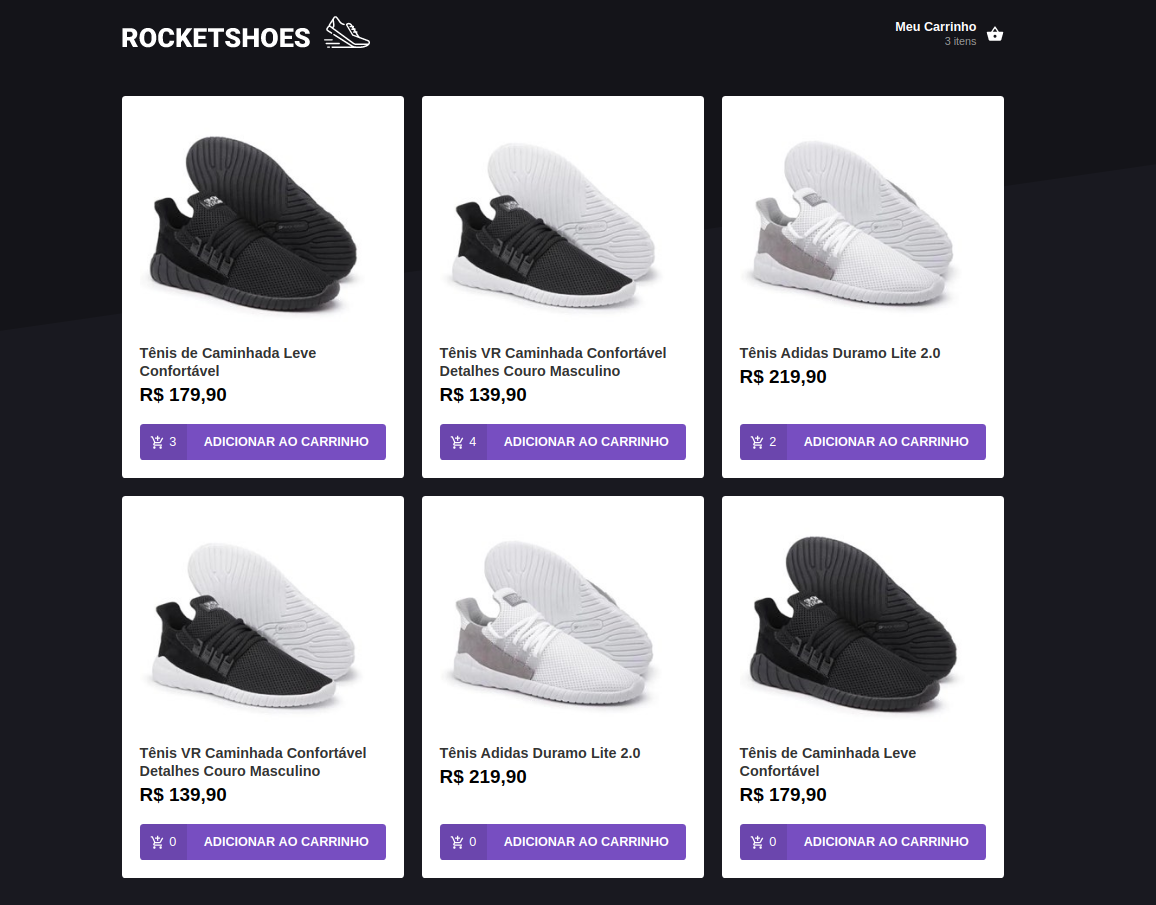 ROCKETSHOES
Meu Carrinho
3 itens
Tênis de Caminhada Leve
Confortável
R$ 179,90
3 ADICIONAR AO CARRINHO
Tênis VR Caminhada Confortável
Detalhes Couro Masculino
R$ 139,90
4 ADICIONAR AO CARRINHO
Tênis Adidas Duramo Lite 2.0
R$ 219,90
2 ADICIONAR AO CARRINHO
Tênis VR Caminhada Confortável
Detalhes Couro Masculino
R$ 139,90
0 ADICIONAR AO CARRINHO
Tênis Adidas Duramo Lite 2.0
R$ 219,90
0 ADICIONAR AO CARRINHO
Tênis de Caminhada Leve
Confortável
R$ 179,90
0 ADICIONAR AO CARRINHO